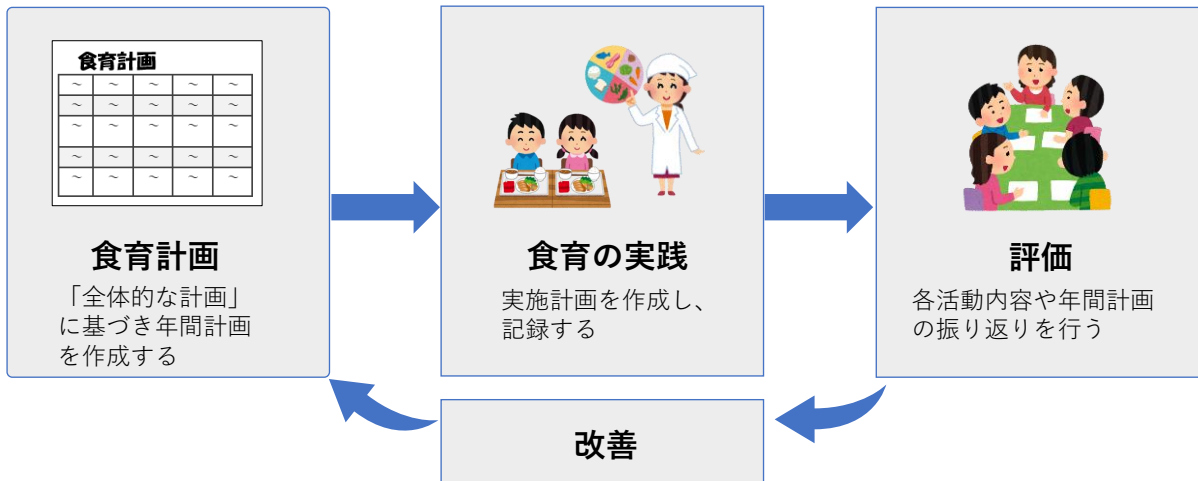 食育計画
～ ～ ～ ～ ～
～ ～ ～ ～ ～
～ ～ ～ ～ ～
～ ～ ～ ～ ～
～ ～ ～ ～ ～
食育計画
「全体的な計画」
に基づき年間計画
を作成する
食育の実践
実施計画を作成し、
記録する
評価
各活動内容や年間計画
の振り返りを行う
改善